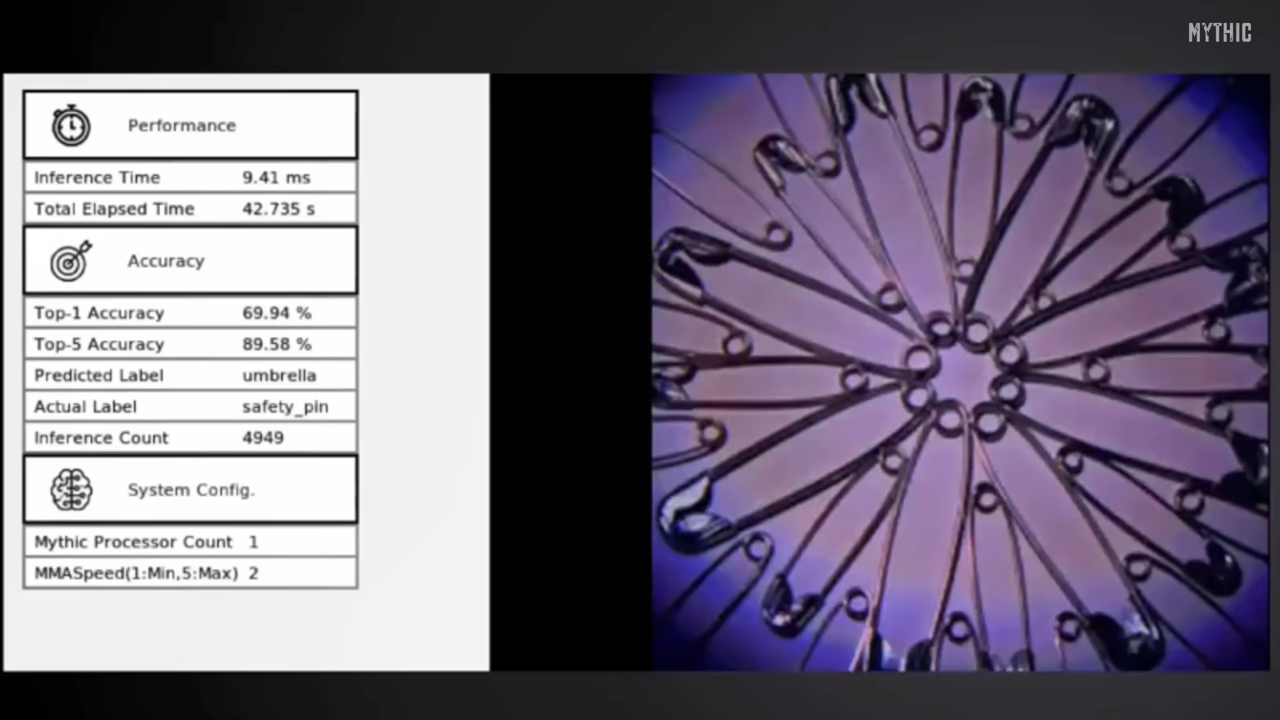 MYTHIC
Performance
Inference Time 9.41 ms
Total Elapsed Time 42.735 s
Accuracy
Top-1 Accuracy 69.94 %
Top-5 Accuracy 89.58 %
Predicted Label umbrella
Actual Label safety_pin
Inference Count 4949
System Config.
Mythic Processor Count 1
MMASpeed(1:Min,5:Max) 2